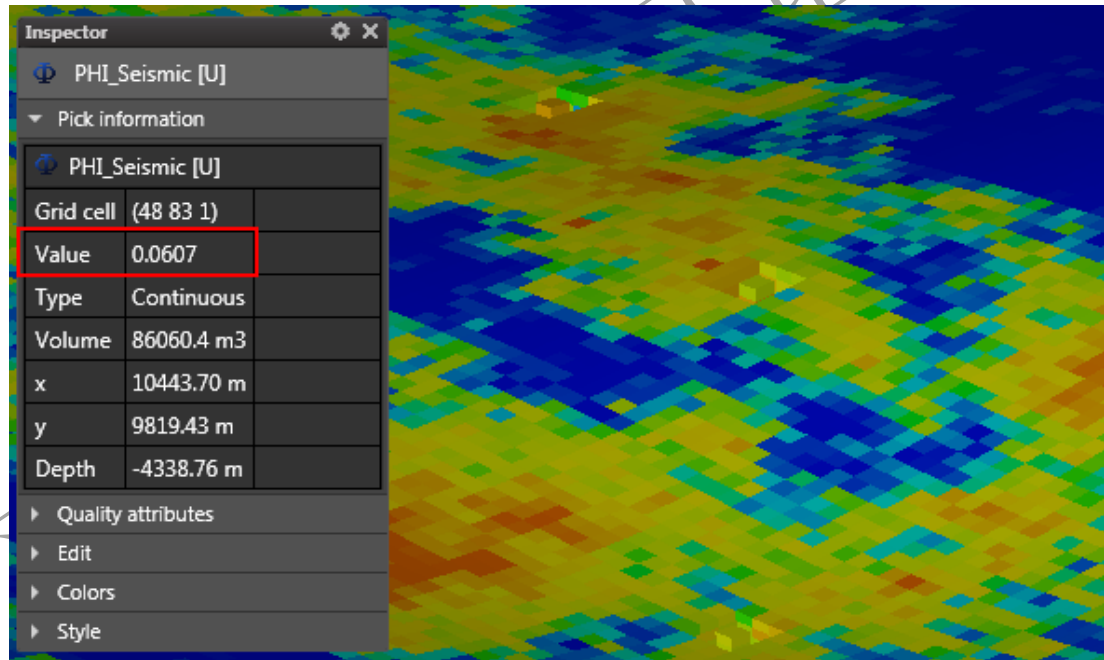 Inspector
PHI_Seismic [U]
Pick information
PHI_Seismic [U]
Grid cell (48 83 1)
Value 0.0607
Type Continuous
Volume 86060.4 m3
x 10443.70 m
y 9819.43 m
Depth -4338.76 m
Quality attributes
Edit
Colors
Style